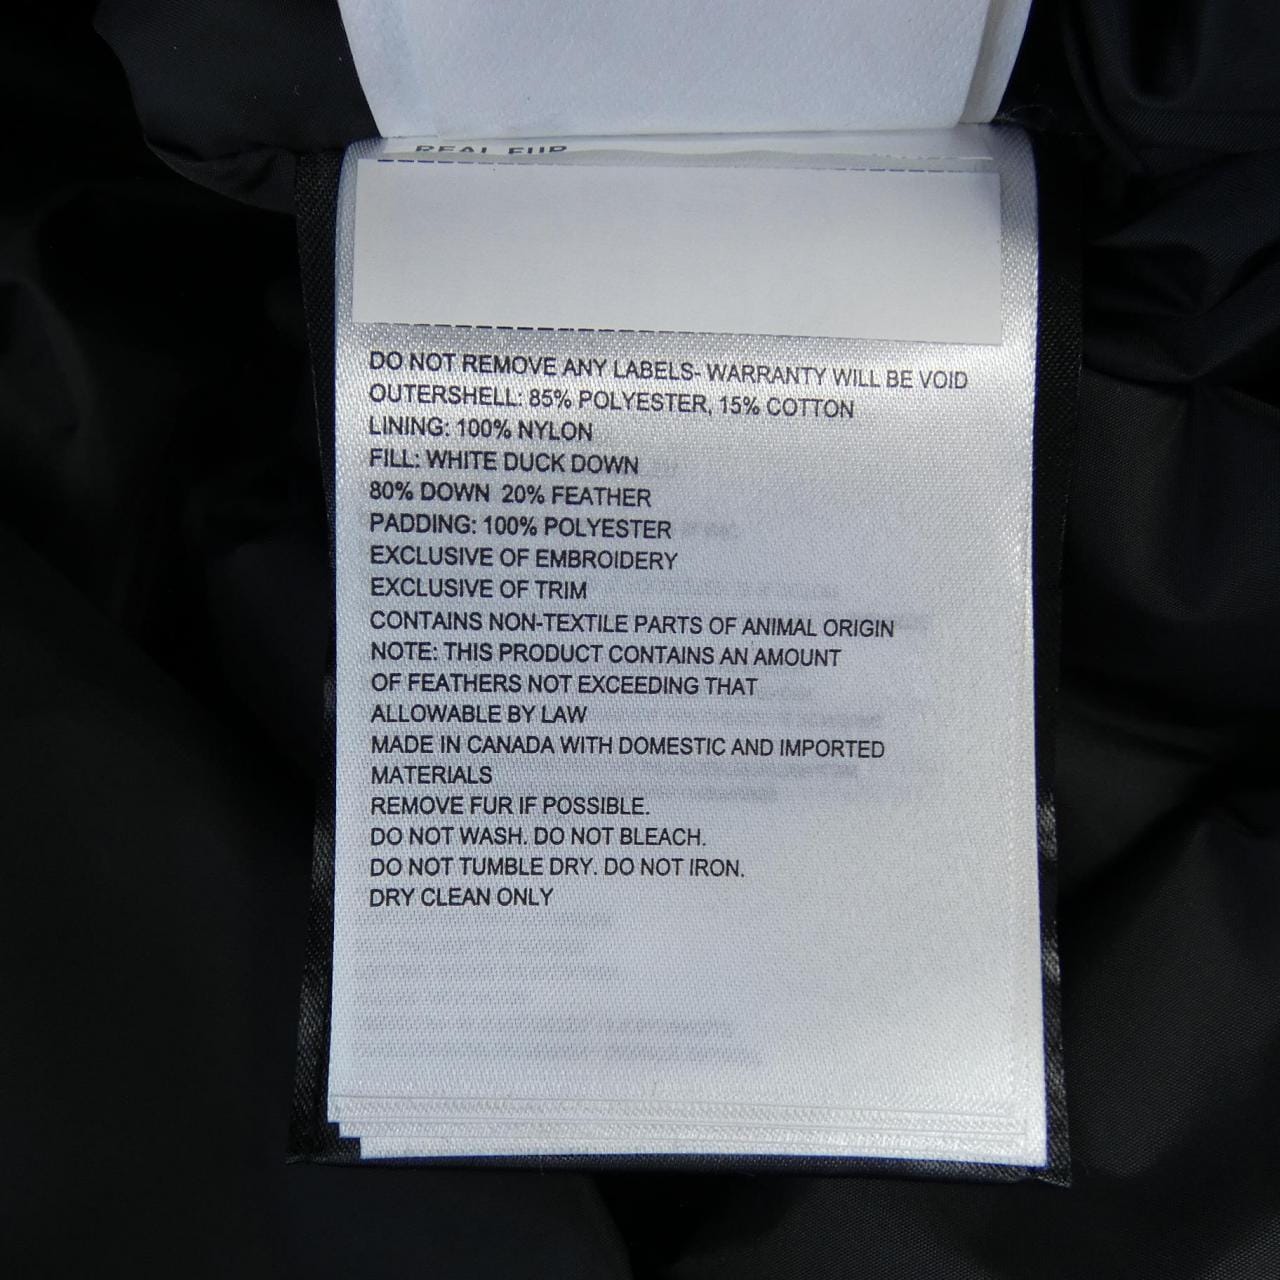 REAL FUR
DO NOT REMOVE ANY LABELS- WARRANTY WILL BE VOID
OUTERSHELL: 85% POLYESTER, 15% COTTON
LINING: 100% NYLON
FILL: WHITE DUCK DOWN
80% DOWN 20% FEATHER
PADDING: 100% POLYESTER
EXCLUSIVE OF EMBROIDERY
EXCLUSIVE OF TRIM
CONTAINS NON-TEXTILE PARTS OF ANIMAL ORIGIN
NOTE: THIS PRODUCT CONTAINS AN AMOUNT
OF FEATHERS NOT EXCEEDING THAT
ALLOWABLE BY LAW
MADE IN CANADA WITH DOMESTIC AND IMPORTED
MATERIALS
REMOVE FUR IF POSSIBLE.
DO NOT WASH. DO NOT BLEACH.
DO NOT TUMBLE DRY. DO NOT IRON.
DRY CLEAN ONLY